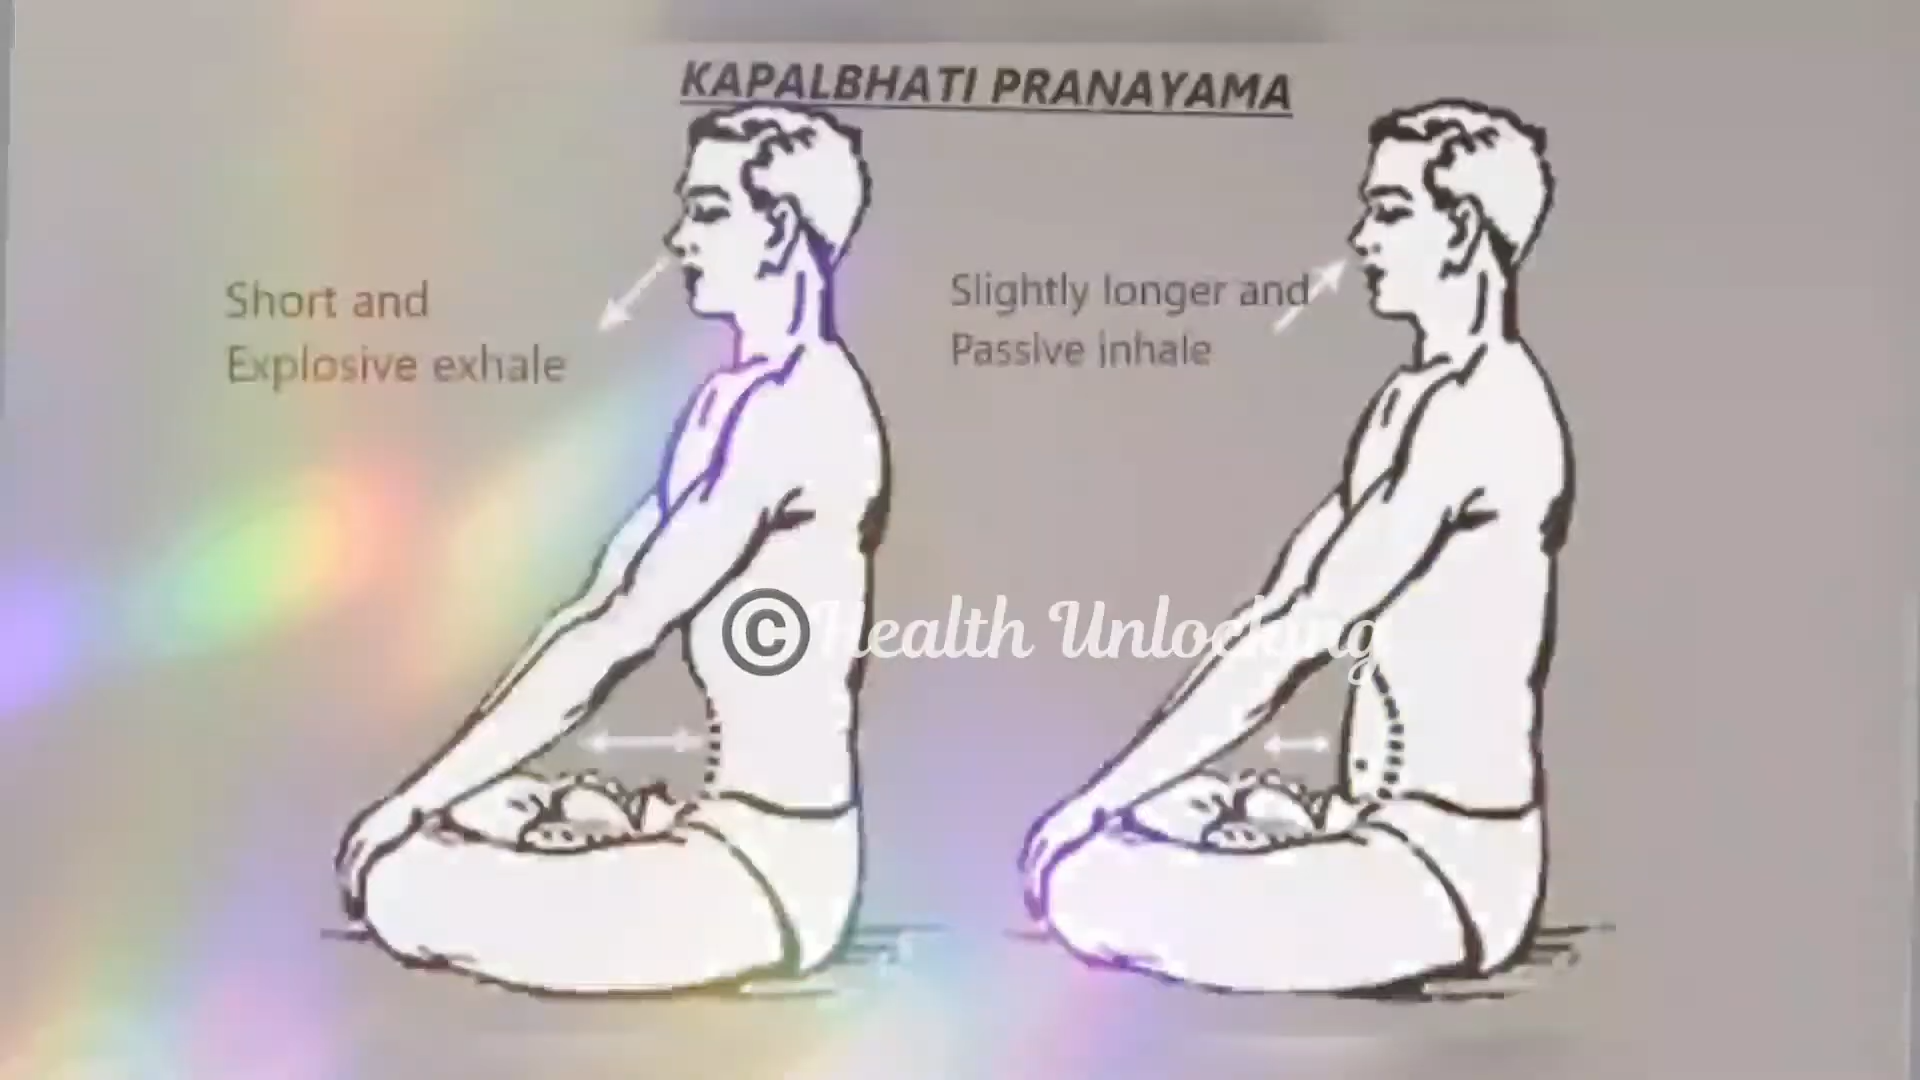 KAPALBHATI PRANAYAMA
Short and
Explosive exhale
Slightly longer and
Passive inhale
©Health Unlocking